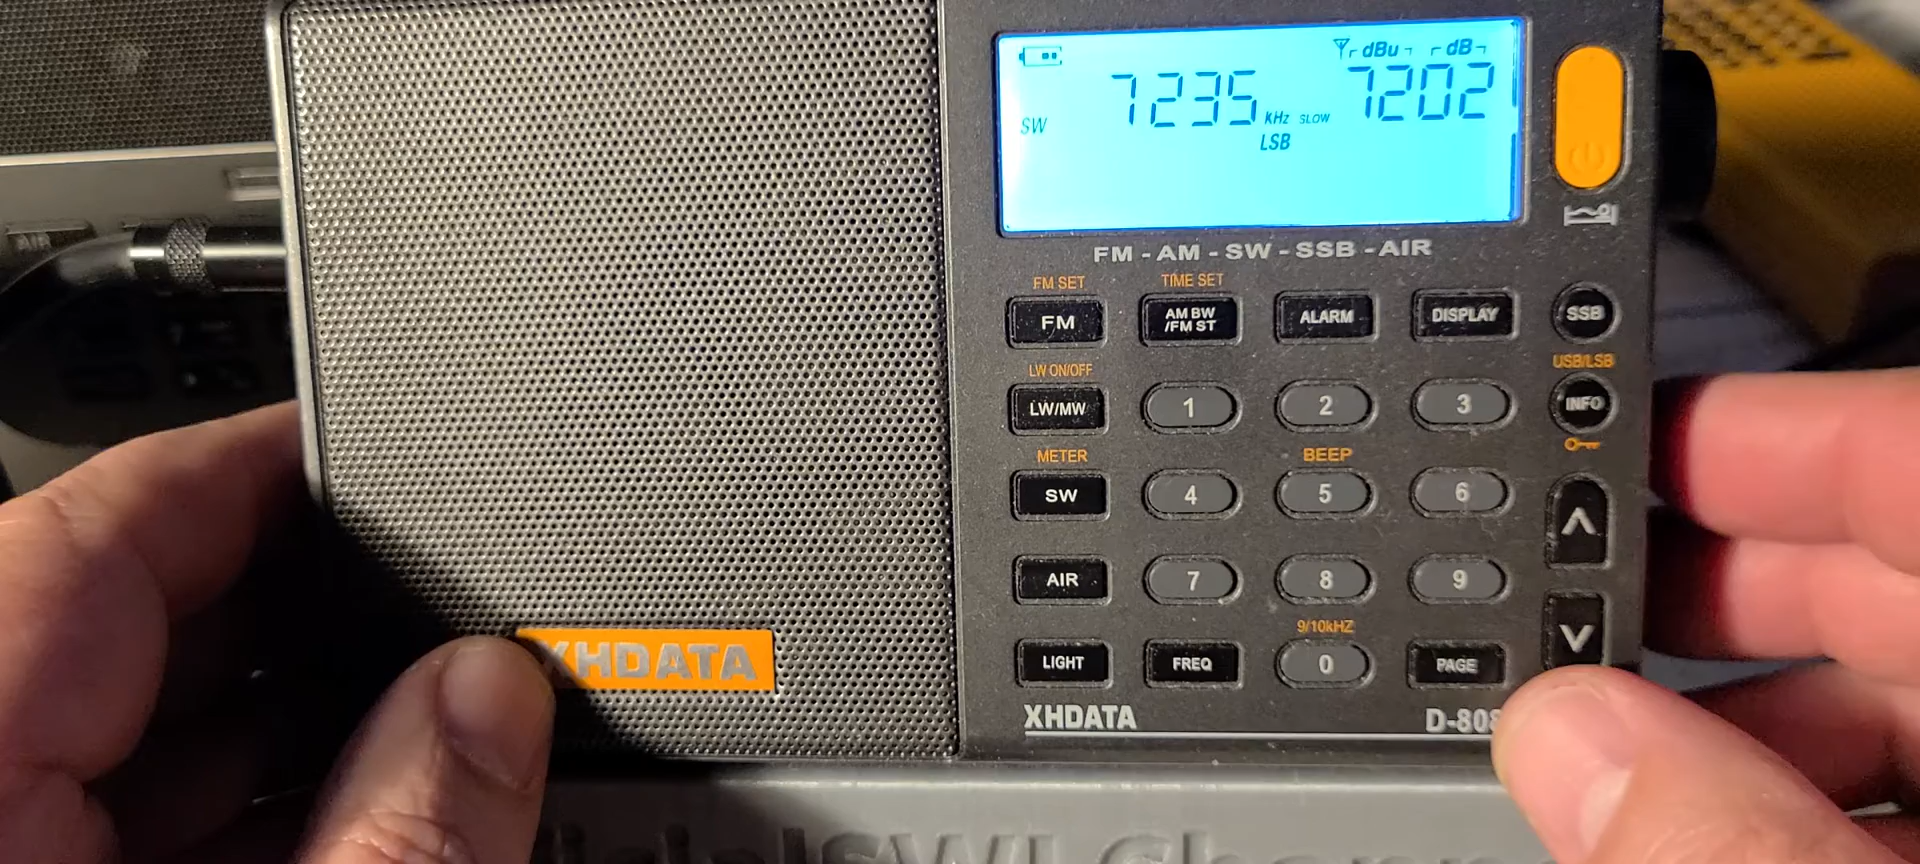 dBu dB
7235 7202
SW kHz SLOW
LSB
FM - AM - SW - SSB - AIR
FM SET TIME SET
FM AM BW /FM ST ALARM DISPLAY SSB
LW ON/OFF USB/LSB
LW/MW 1 2 3 INFO
METER BEEP
SW 4 5 6
AIR 7 8 9
9/10kHZ
LIGHT FREQ 0 PAGE
XHDATA
XHDATA D-808
AIR